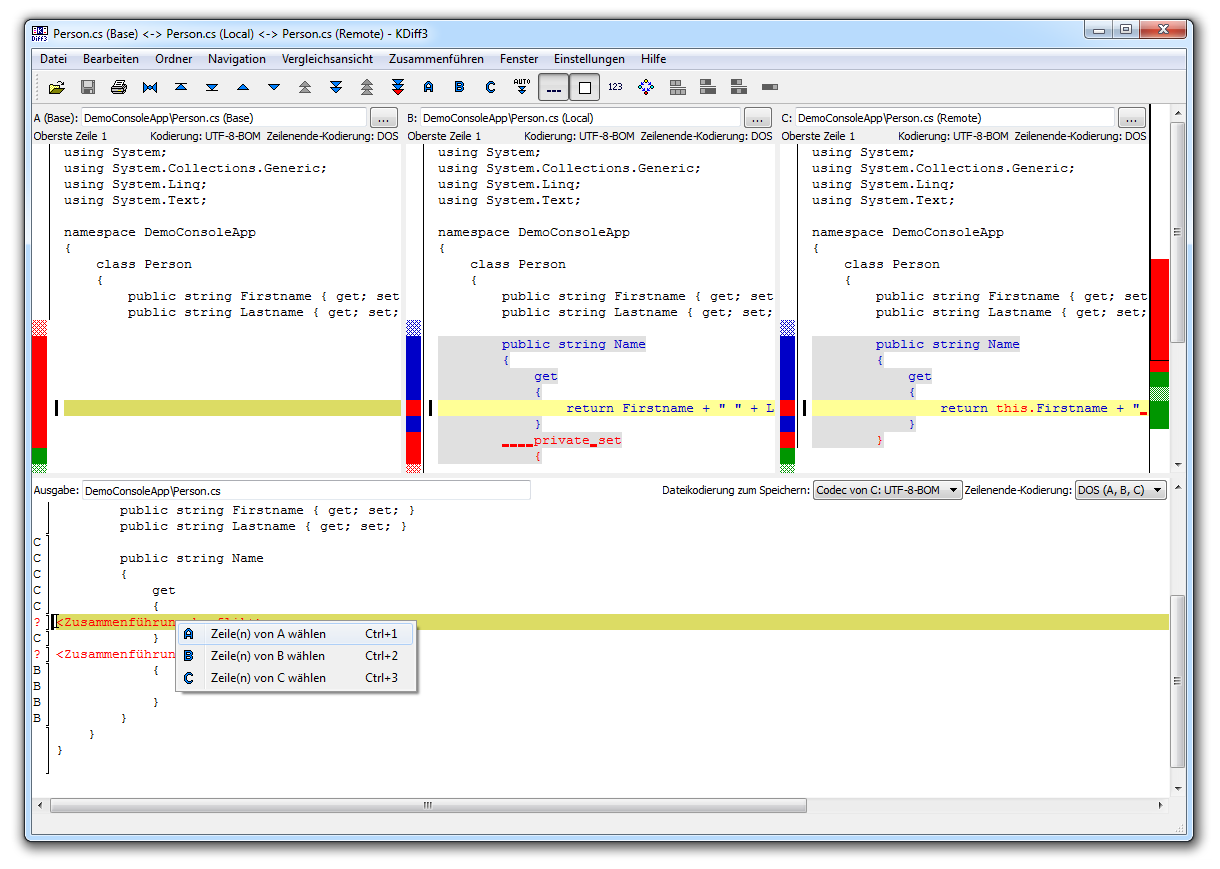 Person.cs (Base) <-> Person.cs (Local) <-> Person.cs (Remote) - KDiff3
Datei Bearbeiten Ordner Navigation Vergleichsansicht Zusammenführen Fenster Einstellungen Hilfe
A B C AUTO 123
A (Base): DemoConsoleApp\Person.cs (Base) ... B: DemoConsoleApp\Person.cs (Local) ... C: DemoConsoleApp\Person.cs (Remote) ...
Oberste Zeile 1 Kodierung: UTF-8-BOM Zeilenende-Kodierung: DOS Oberste Zeile 1 Kodierung: UTF-8-BOM Zeilenende-Kodierung: DOS Oberste Zeile 1 Kodierung: UTF-8-BOM Zeilenende-Kodierung: DOS
using System;
using System.Collections.Generic;
using System.Linq;
using System.Text;
namespace DemoConsoleApp
{
class Person
{
public string Firstname { get; set
public string Lastname { get; set;
using System;
using System.Collections.Generic;
using System.Linq;
using System.Text;
namespace DemoConsoleApp
{
class Person
{
public string Firstname { get; set
public string Lastname { get; set;
public string Name
{
get
{
return Firstname + " " + L
}
____private_set
{
using System;
using System.Collections.Generic;
using System.Linq;
using System.Text;
namespace DemoConsoleApp
{
class Person
{
public string Firstname { get; set
public string Lastname { get; set;
public string Name
{
get
{
return this.Firstname + "_
}
}
Ausgabe: DemoConsoleApp\Person.cs Dateikodierung zum Speichern: Codec von C: UTF-8-BOM Zeilenende-Kodierung: DOS (A, B, C)
public string Firstname { get; set; }
public string Lastname { get; set; }
C
C public string Name
C {
C get
C {
? <Zusammenführun
C }
? <Zusammenführun
B {
B
B }
B }
}
}
A Zeile(n) von A wählen Ctrl+1
B Zeile(n) von B wählen Ctrl+2
C Zeile(n) von C wählen Ctrl+3